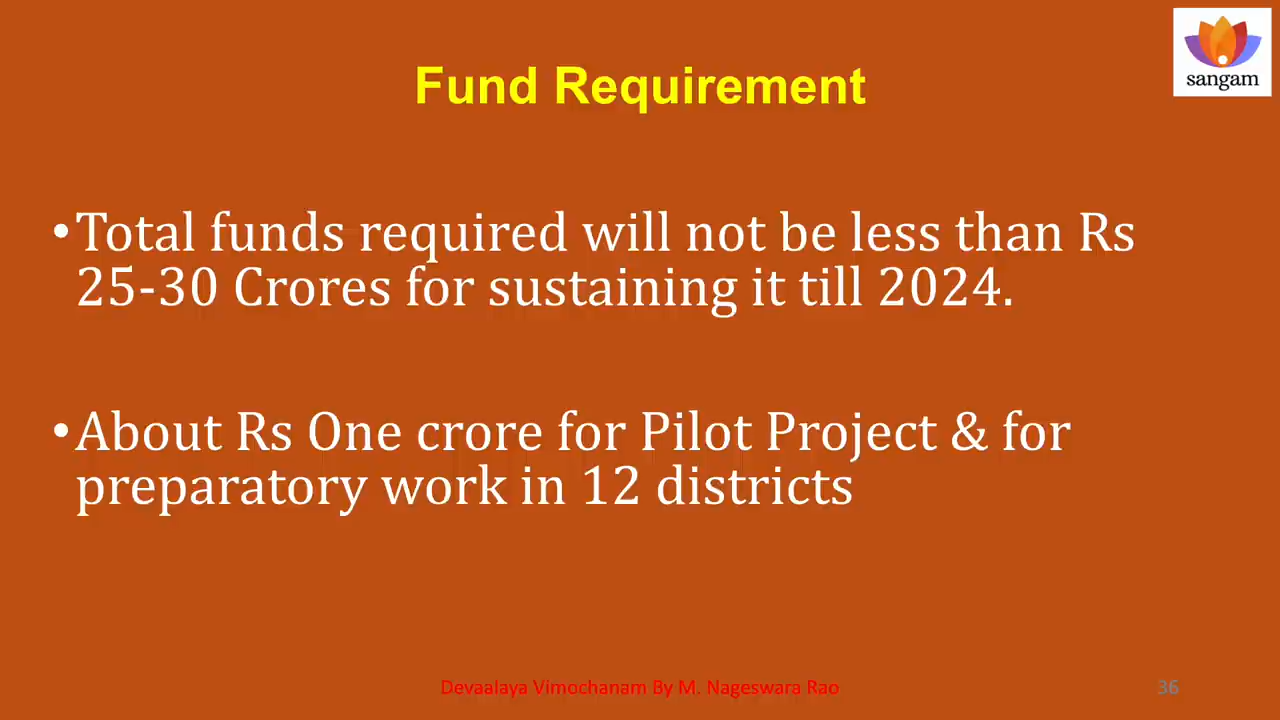 sangam
Fund Requirement
•Total funds required will not be less than Rs
25-30 Crores for sustaining it till 2024.
•About Rs One crore for Pilot Project & for
preparatory work in 12 districts
Devaalaya Vimochanam By M. Nageswara Rao
36